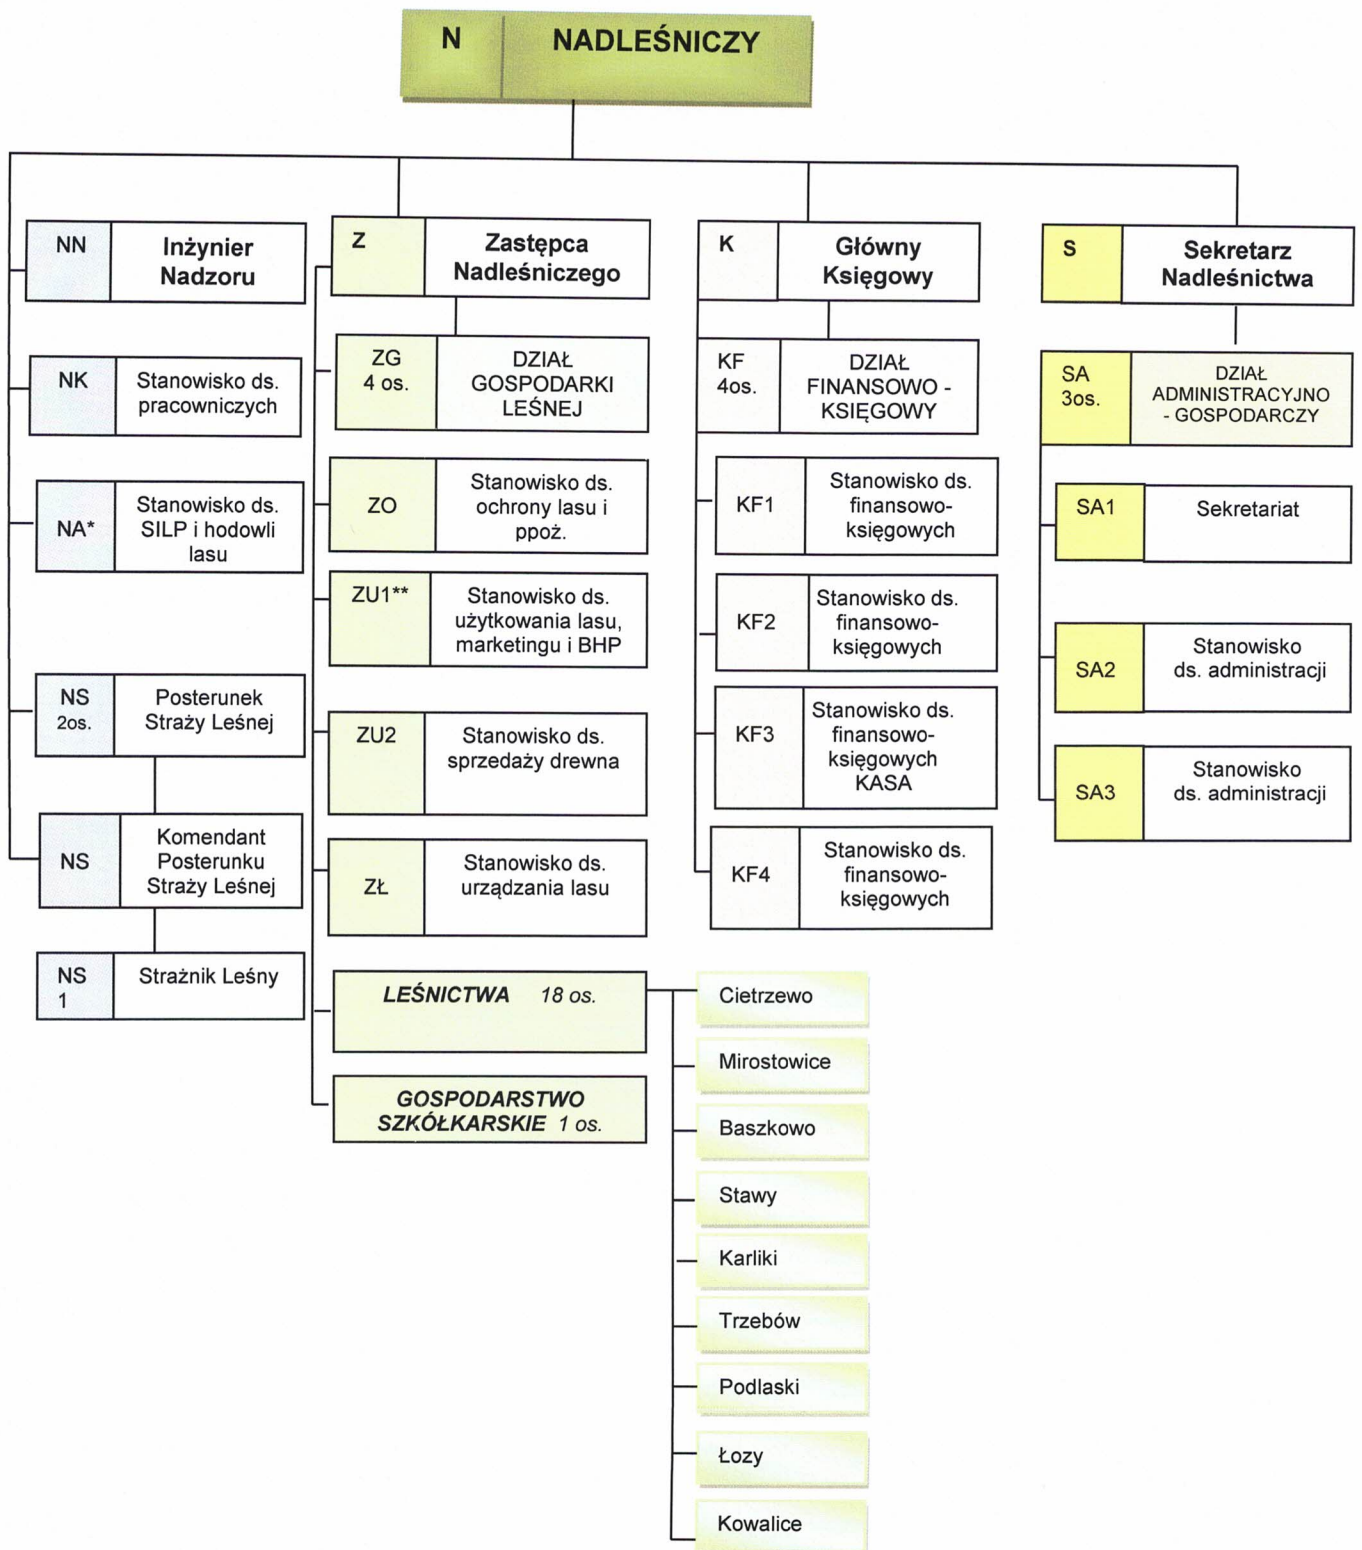 N NADLEŚNICZY
NN Inżynier
Nadzoru
NK Stanowisko ds.
pracowniczych
NA* Stanowisko ds.
SILP i hodowli
lasu
NS Posterunek
2os. Straży Leśnej
NS Komendant
Posterunku
Straży Leśnej
NS Strażnik Leśny
1
Z Zastępca
Nadleśniczego
ZG DZIAŁ
4 os. GOSPODARKI
LEŚNEJ
ZO Stanowisko ds.
ochrony lasu i
ppoż.
ZU1** Stanowisko ds.
użytkowania lasu,
marketingu i BHP
ZU2 Stanowisko ds.
sprzedaży drewna
ZŁ Stanowisko ds.
urządzania lasu
LEŚNICTWA 18 os.
GOSPODARSTWO
SZKÓŁKARSKIE 1 os.
K Główny
Księgowy
KF DZIAŁ
4os. FINANSOWO -
KSIĘGOWY
KF1 Stanowisko ds.
finansowo-
księgowych
KF2 Stanowisko ds.
finansowo-
księgowych
KF3 Stanowisko ds.
finansowo-
księgowych
KASA
KF4 Stanowisko ds.
finansowo-
księgowych
Cietrzewo
Mirostowice
Baszkowo
Stawy
Karliki
Trzebów
Podlaski
Łozy
Kowalice
S Sekretarz
Nadleśnictwa
SA DZIAŁ
3os. ADMINISTRACYJNO
- GOSPODARCZY
SA1 Sekretariat
SA2 Stanowisko
ds. administracji
SA3 Stanowisko
ds. administracji